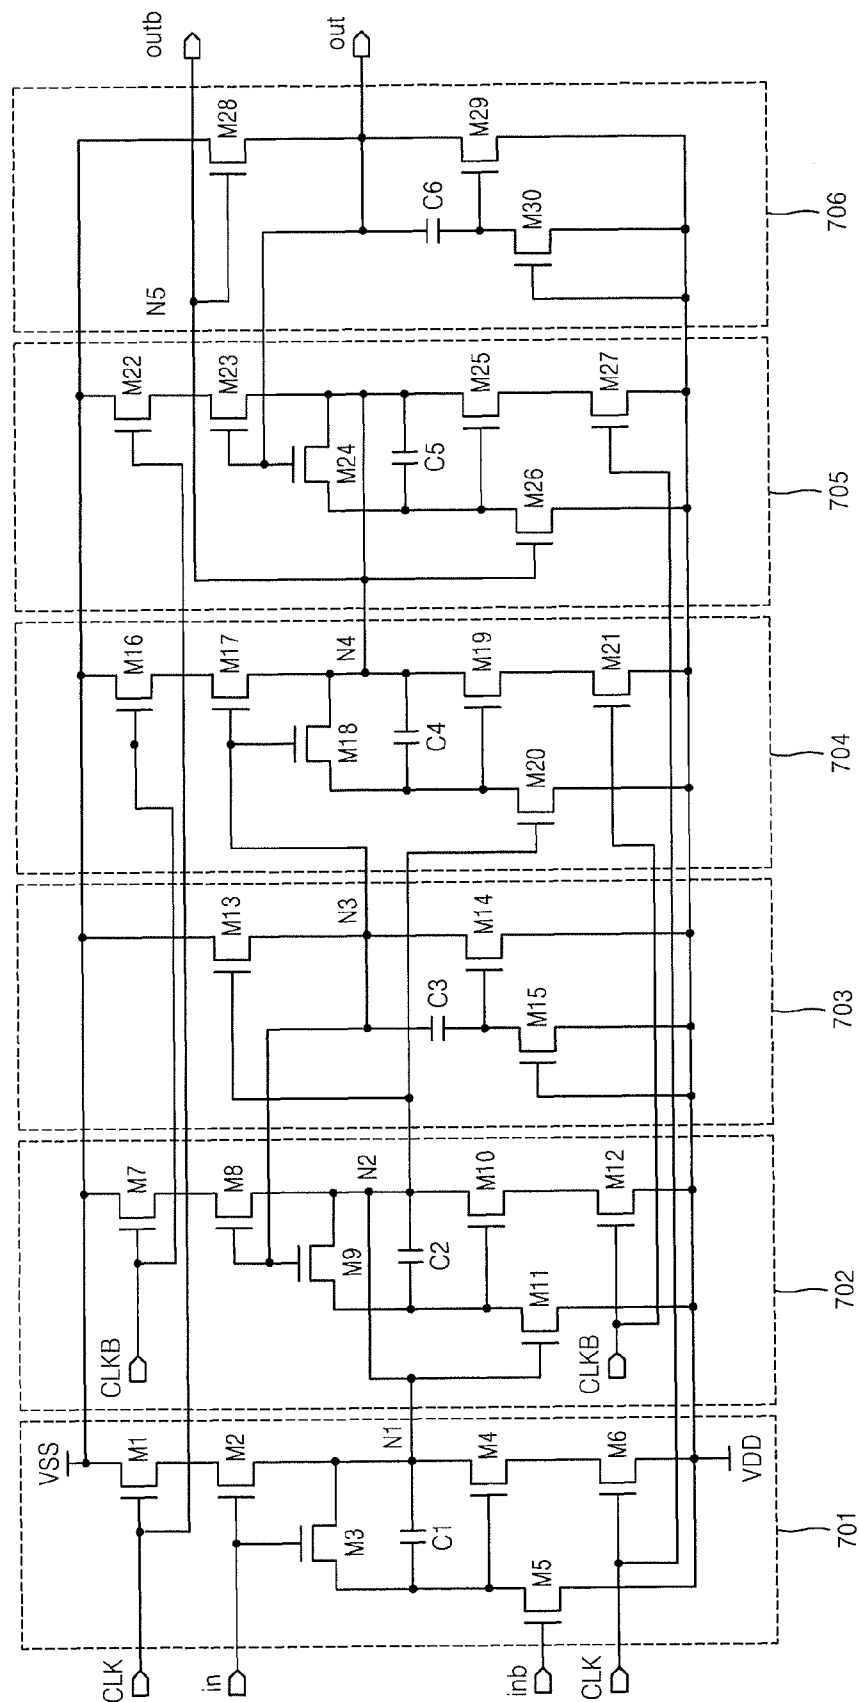 CLK
in
inb
CLK
VSS
M1
M2
M3
C1
N1
M4
M5
M6
VDD
701
CLKB
M7
M8
M9
N2
C2
M10
M11
M12
CLKB
702
M13
N3
C3
M14
M15
703
M16
M17
M18
N4
C4
M19
M20
M21
704
M22
M23
M24
C5
M25
M26
M27
705
N5
M28
C6
M29
M30
706
outb
out